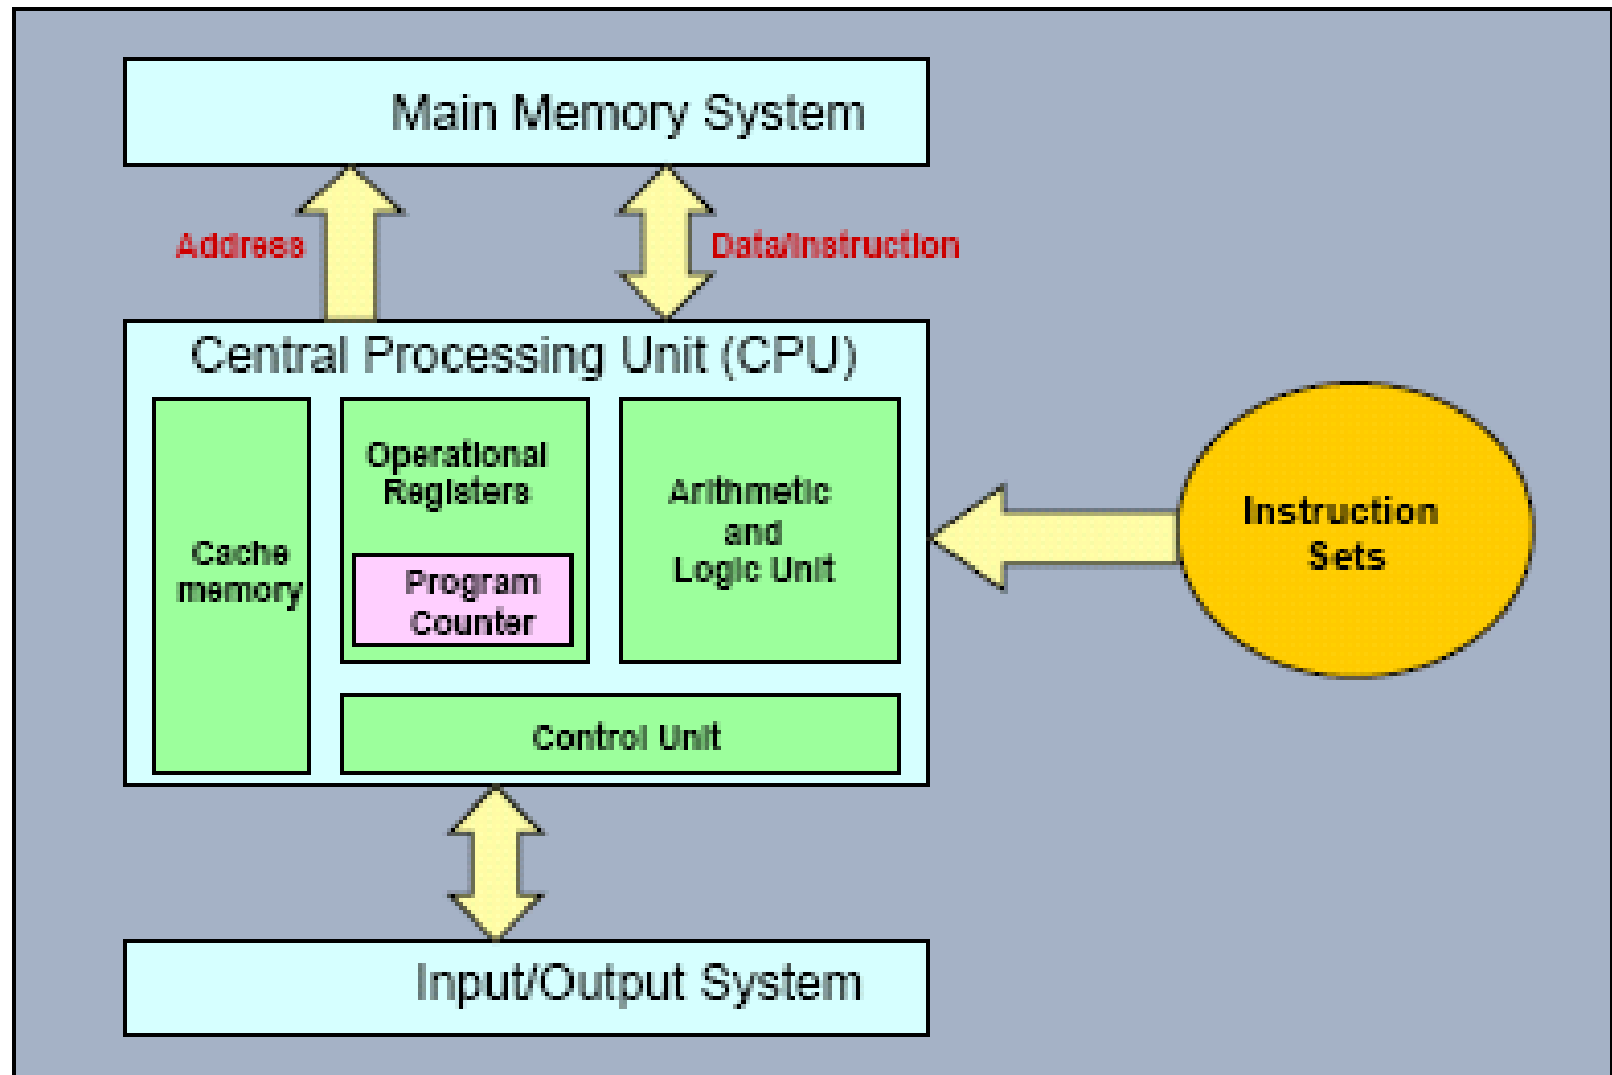 Main Memory System
Address
Data/Instruction
Central Processing Unit (CPU)
Cache
memory
Operational
Registers
Program
Counter
Arithmetic
and
Logic Unit
Control Unit
Instruction
Sets
Input/Output System